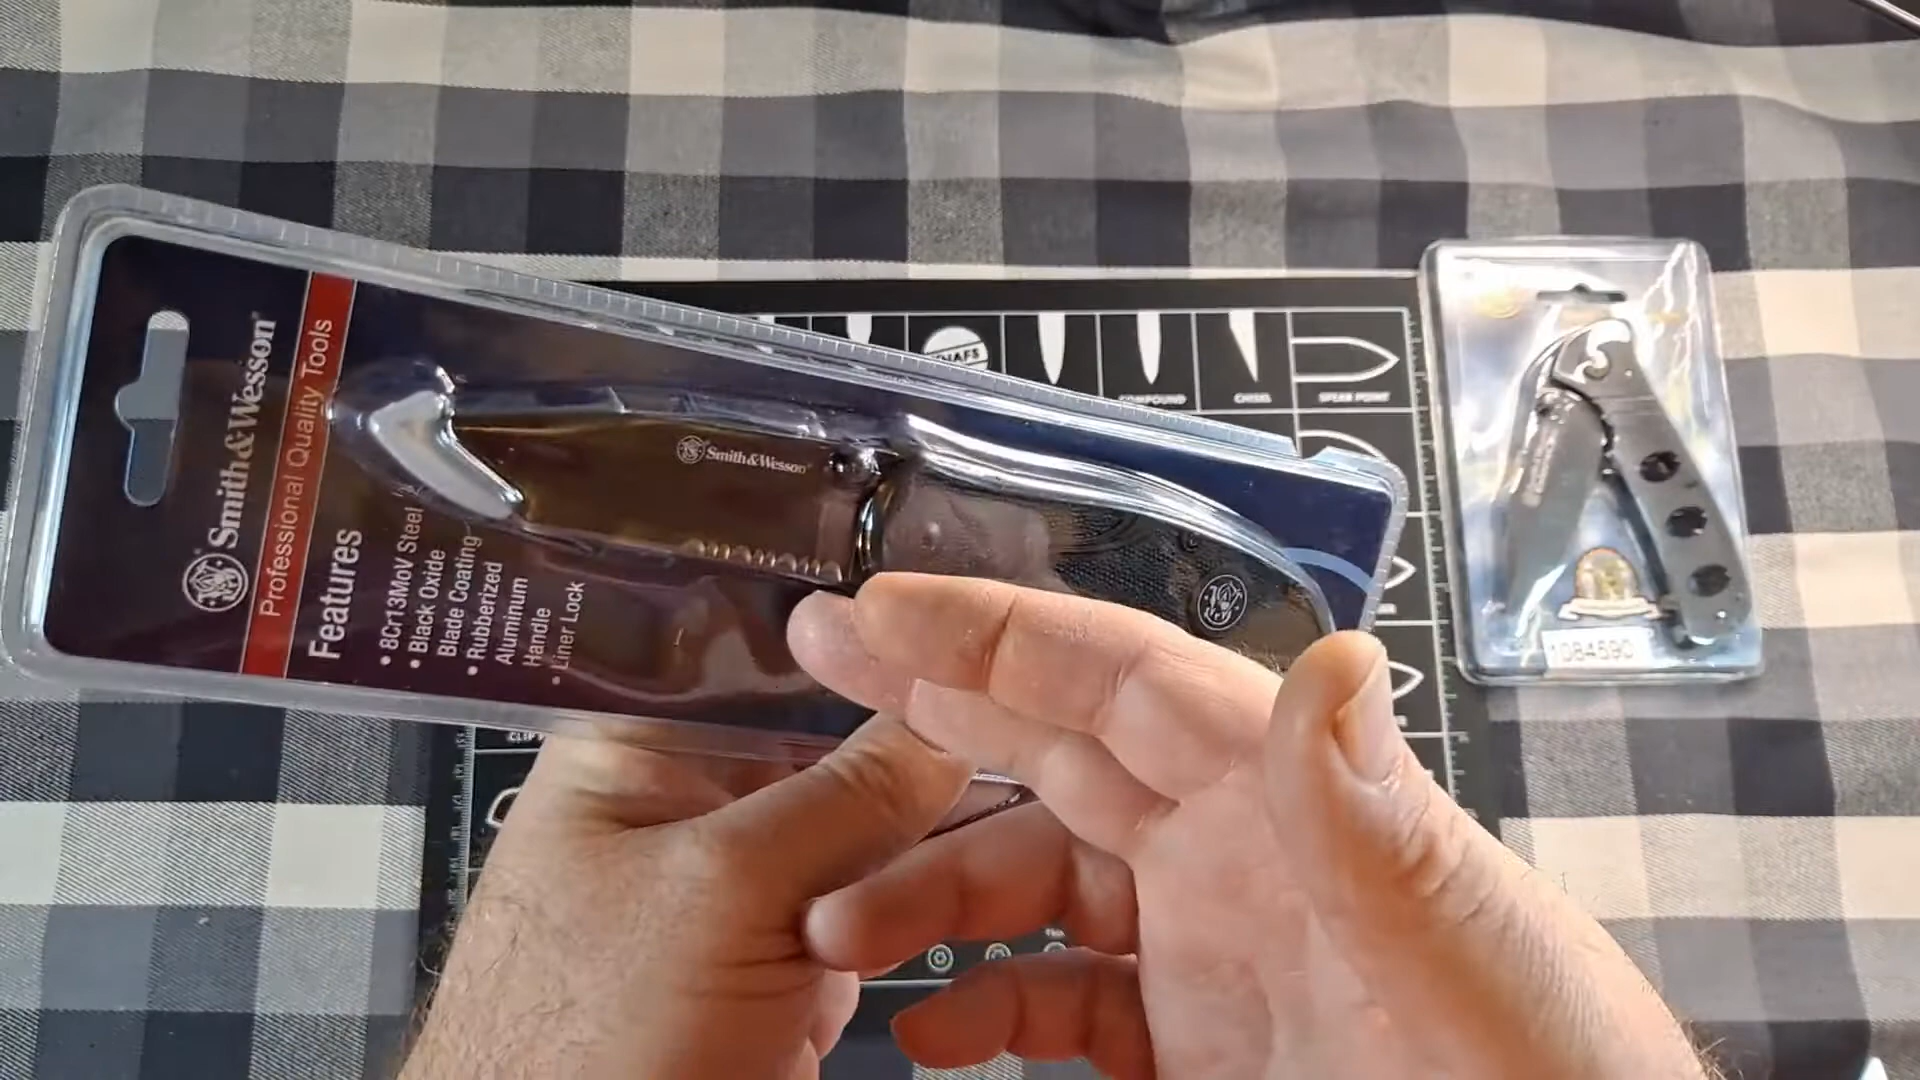 Smith&Wesson
Professional Quality Tools
Features
• 8Cr13MoV Steel
• Black Oxide
Blade Coating
• Rubberized
Aluminum
Handle
• Liner Lock
Smith&Wesson
COMPOUND
CHISEL
SPEAR POINT
1084590